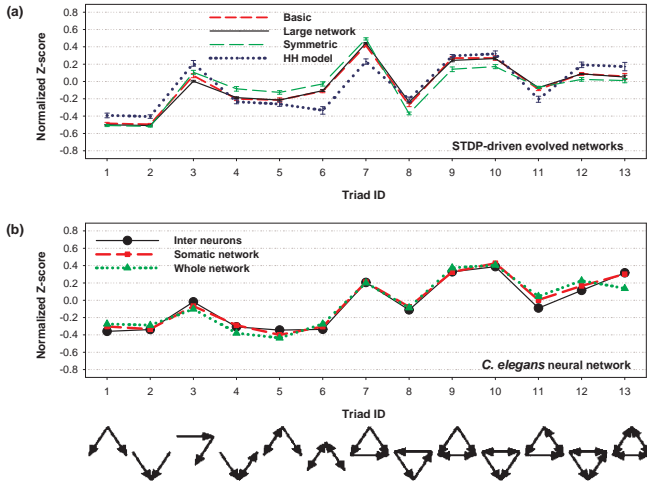 (a)
Basic
Large network
Symmetric
HH model
Normalized Z-score
0.8
0.6
0.4
0.2
0.0
-0.2
-0.4
-0.6
-0.8
STDP-driven evolved networks
1 2 3 4 5 6 7 8 9 10 11 12 13
Triad ID
(b)
Inter neurons
Somatic network
Whole network
Normalized Z-score
0.8
0.6
0.4
0.2
0.0
-0.2
-0.4
-0.6
-0.8
C. elegans neural network
1 2 3 4 5 6 7 8 9 10 11 12 13
Triad ID